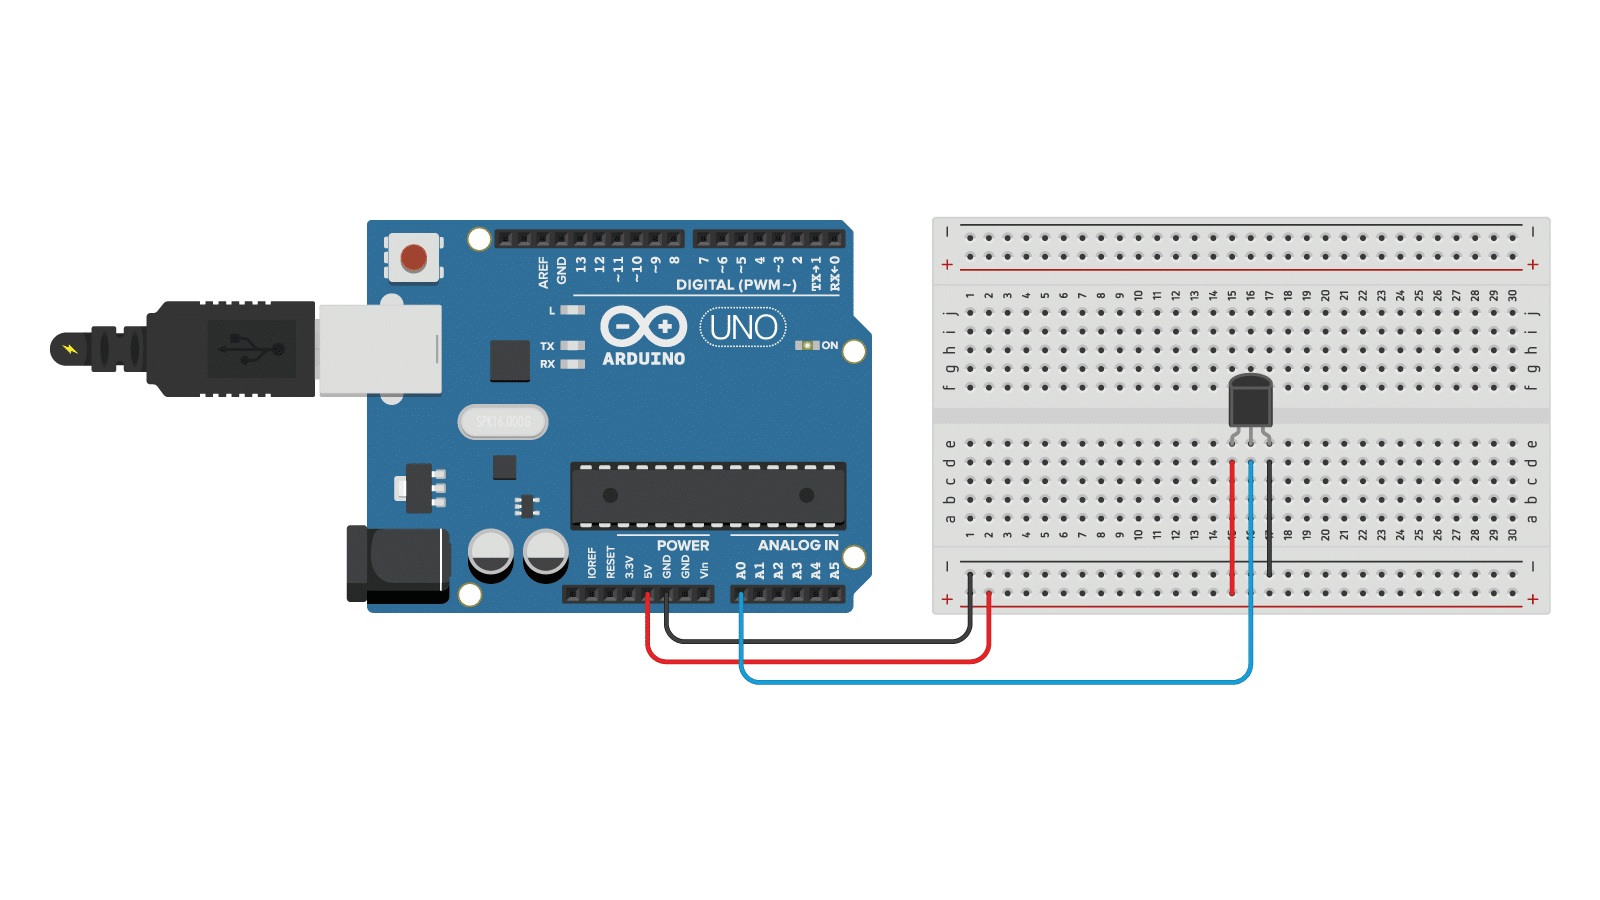 AREF
GND
13
12
~11
~10
~9
8
7
~6
~5
4
~3
2
TX→1
RX←0
DIGITAL (PWM~)
L
TX
RX
ARDUINO
UNO
ON
SPK16.000G
POWER
ANALOG IN
IOREF
RESET
3.3V
5V
GND
GND
Vin
A0
A1
A2
A3
A4
A5
− −
+ +
1 2 3 4 5 6 7 8 9 10 11 12 13 14 15 16 17 18 19 20 21 22 23 24 25 26 27 28 29 30
j j
i i
h h
g g
f f
e e
d d
c c
b b
a a
1 2 3 4 5 6 7 8 9 10 11 12 13 14 15 16 17 18 19 20 21 22 23 24 25 26 27 28 29 30
− −
+ +